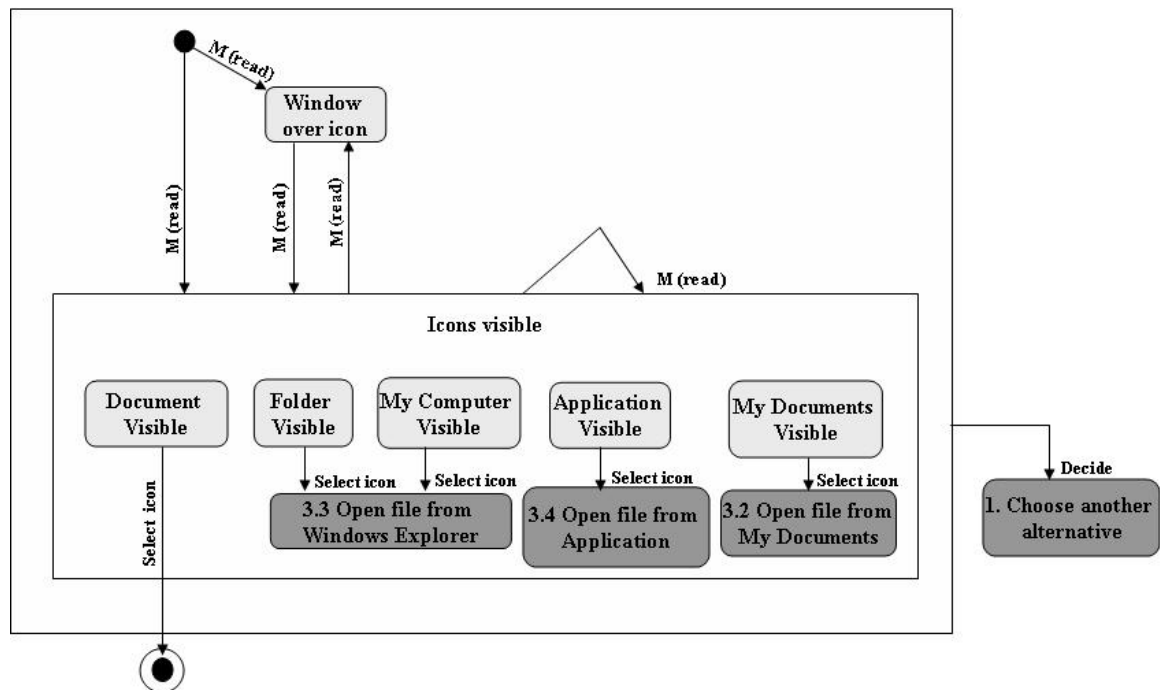 M (read)
Window
over icon
M (read)
M (read)
M (read)
M (read)
Icons visible
Document
Visible
Folder
Visible
My Computer
Visible
Application
Visible
My Documents
Visible
Select icon
Select icon
Select icon
Select icon
Select icon
3.3 Open file from
Windows Explorer
3.4 Open file from
Application
3.2 Open file from
My Documents
Decide
1. Choose another
alternative